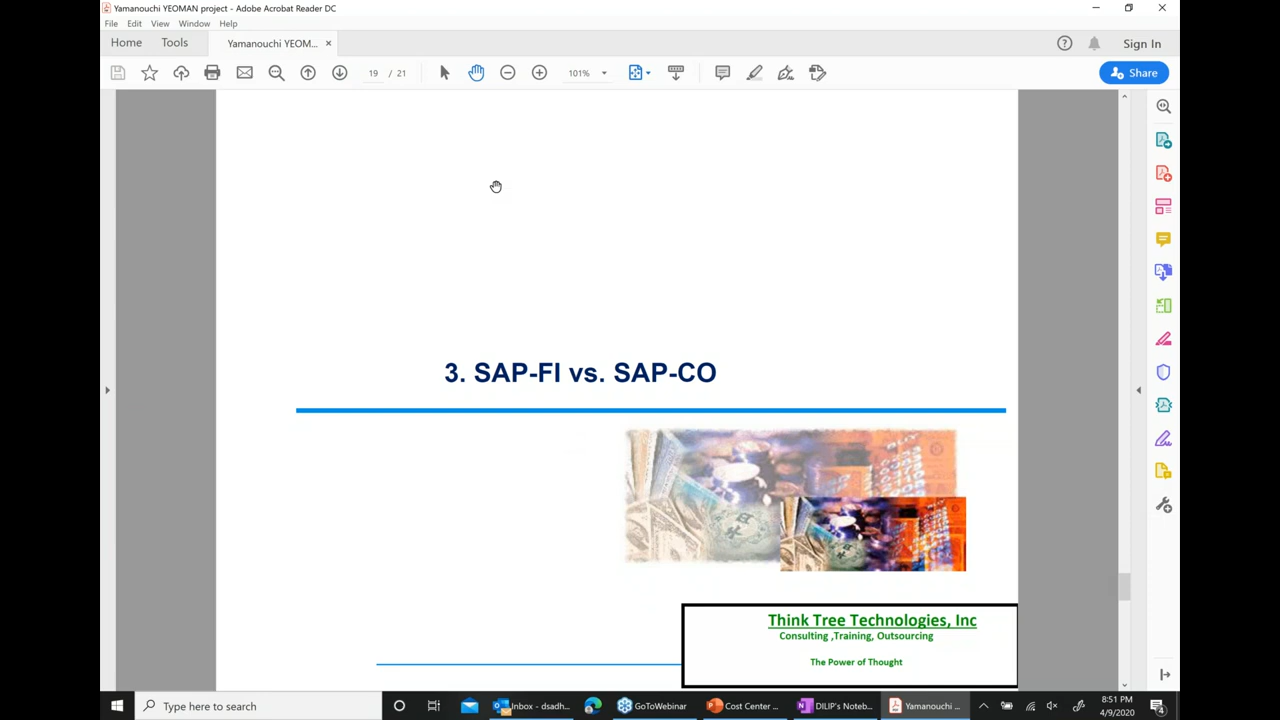 Yamanouchi YEOMAN project - Adobe Acrobat Reader DC
File Edit View Window Help
Home Tools Yamanouchi YEOM... ×
Sign In
19 / 21
101%
Share
3. SAP-FI vs. SAP-CO
Think Tree Technologies, Inc
Consulting ,Training, Outsourcing
The Power of Thought
Type here to search
Inbox - dsadh...
GoToWebinar
Cost Center ...
DILIP's Noteb...
Yamanouchi ...
8:51 PM
4/9/2020
4